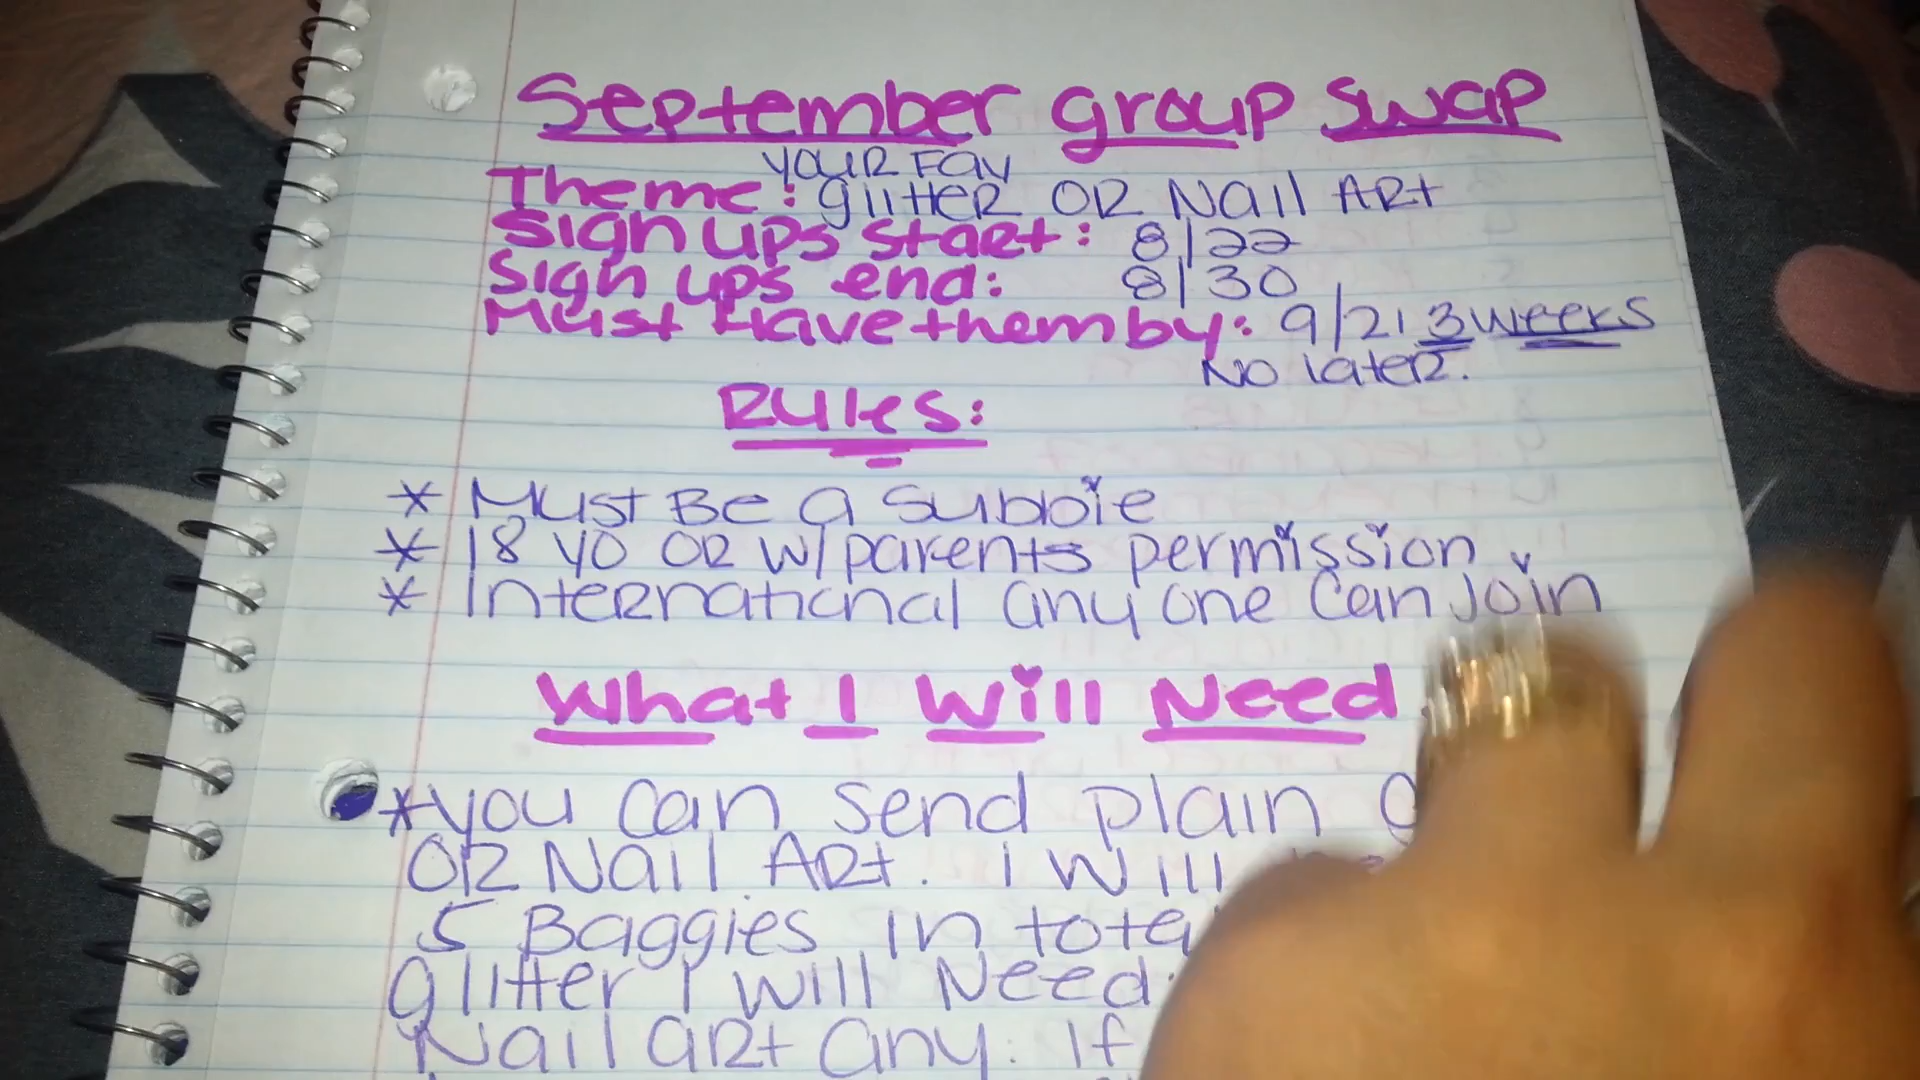 September group swap
YOUR FAV
Theme: glitter OR Nail ARt
Sign ups start: 8/22
Sign ups end: 8/30
Must Have them by: 9/21 3 weeks
No later.
Rules:
* Must Be a subbie
* 18 yo OR w/parents permission
* International any one can join
What I Will Need
*you can send plain
OR Nail ARt. I will
5 Baggies in
glitter I will Need
Nail aRt any. If